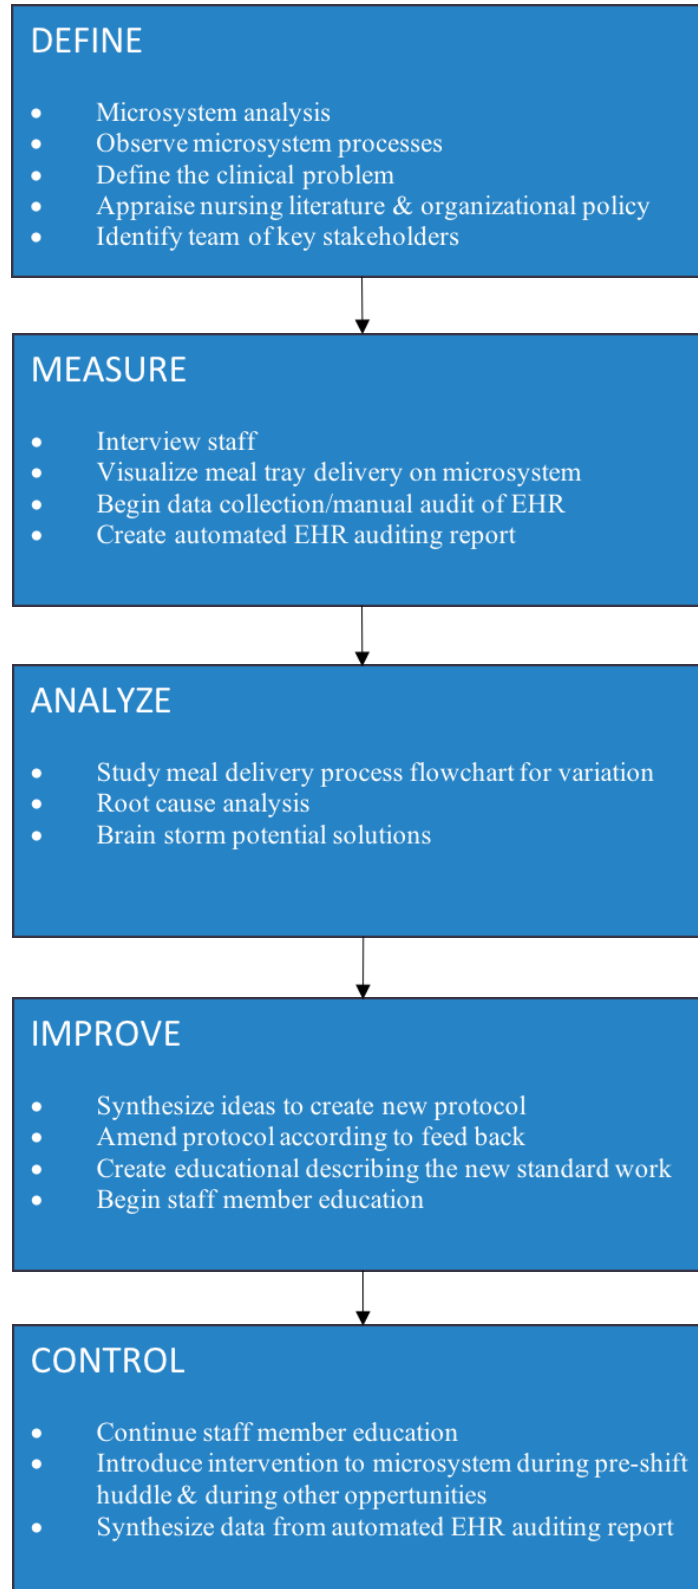 DEFINE
• Microsystem analysis
• Observe microsystem processes
• Define the clinical problem
• Appraise nursing literature & organizational policy
• Identify team of key stakeholders
MEASURE
• Interview staff
• Visualize meal tray delivery on microsystem
• Begin data collection/manual audit of EHR
• Create automated EHR auditing report
ANALYZE
• Study meal delivery process flowchart for variation
• Root cause analysis
• Brain storm potential solutions
IMPROVE
• Synthesize ideas to create new protocol
• Amend protocol according to feed back
• Create educational describing the new standard work
• Begin staff member education
CONTROL
• Continue staff member education
• Introduce intervention to microsystem during pre-shift
huddle & during other oppertunities
• Synthesize data from automated EHR auditing report